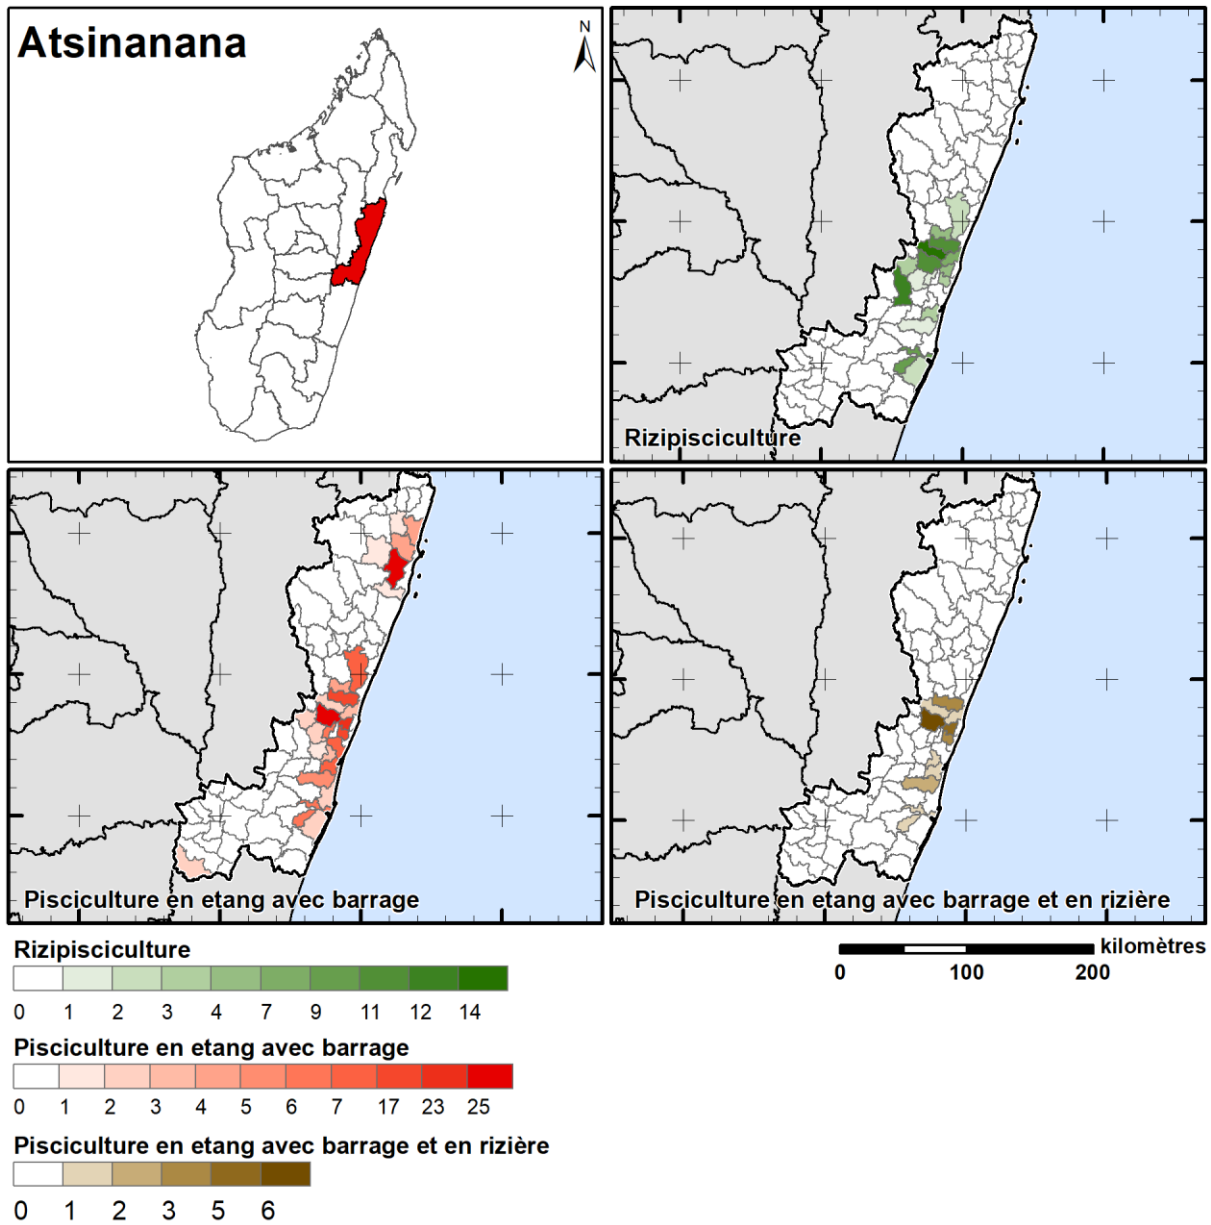 Atsinanana
N
Rizipisciculture
Pisciculture en etang avec barrage
Pisciculture en etang avec barrage et en rizière
Rizipisciculture
0 1 2 3 4 7 9 11 12 14
kilomètres
0 100 200
Pisciculture en etang avec barrage
0 1 2 3 4 5 6 7 17 23 25
Pisciculture en etang avec barrage et en rizière
0 1 2 3 5 6